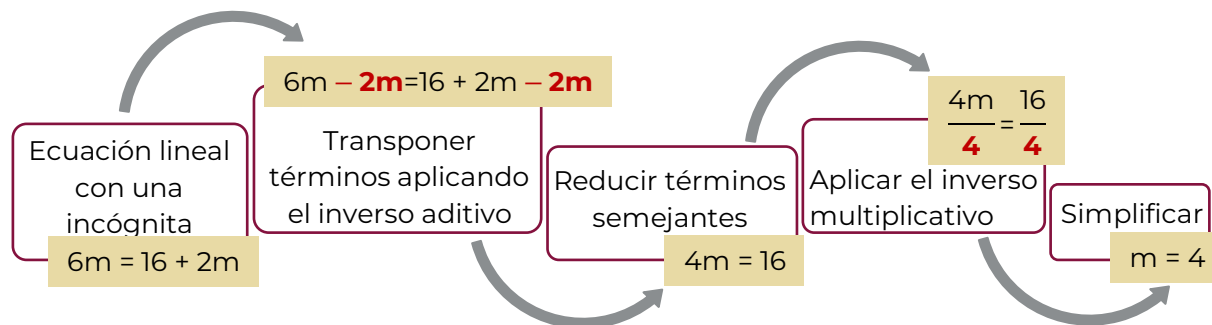 Ecuación lineal
con una
incógnita
6m = 16 + 2m
6m – 2m=16 + 2m – 2m
Transponer
términos aplicando
el inverso aditivo
Reducir términos
semejantes
4m = 16
4m/4 = 16/4
Aplicar el inverso
multiplicativo
Simplificar
m = 4